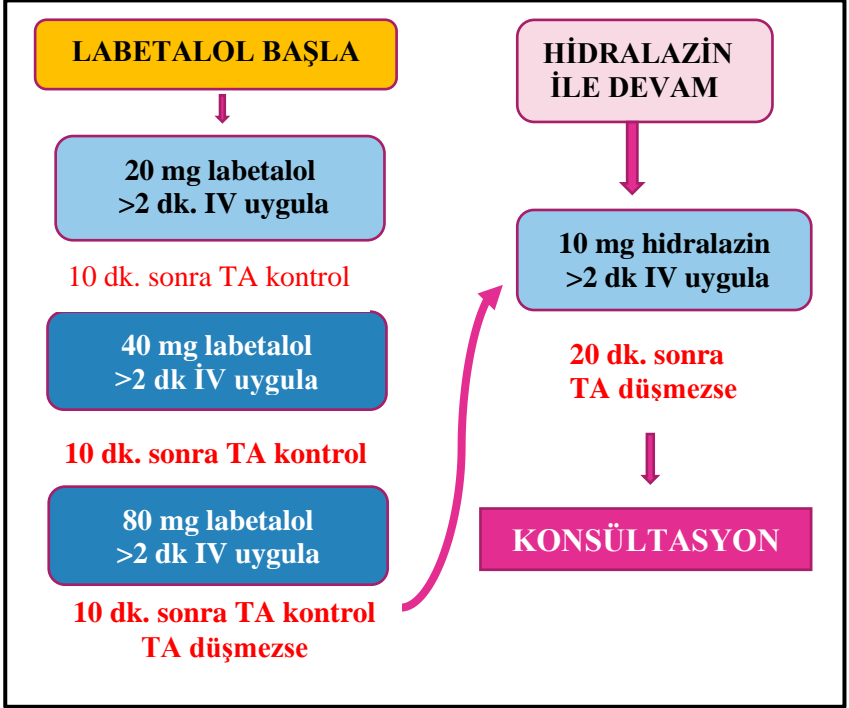 LABETALOL BAŞLA
20 mg labetalol
>2 dk. IV uygula
10 dk. sonra TA kontrol
40 mg labetalol
>2 dk İV uygula
10 dk. sonra TA kontrol
80 mg labetalol
>2 dk IV uygula
10 dk. sonra TA kontrol
TA düşmezse
HİDRALAZİN
İLE DEVAM
10 mg hidralazin
>2 dk IV uygula
20 dk. sonra
TA düşmezse
KONSÜLTASYON